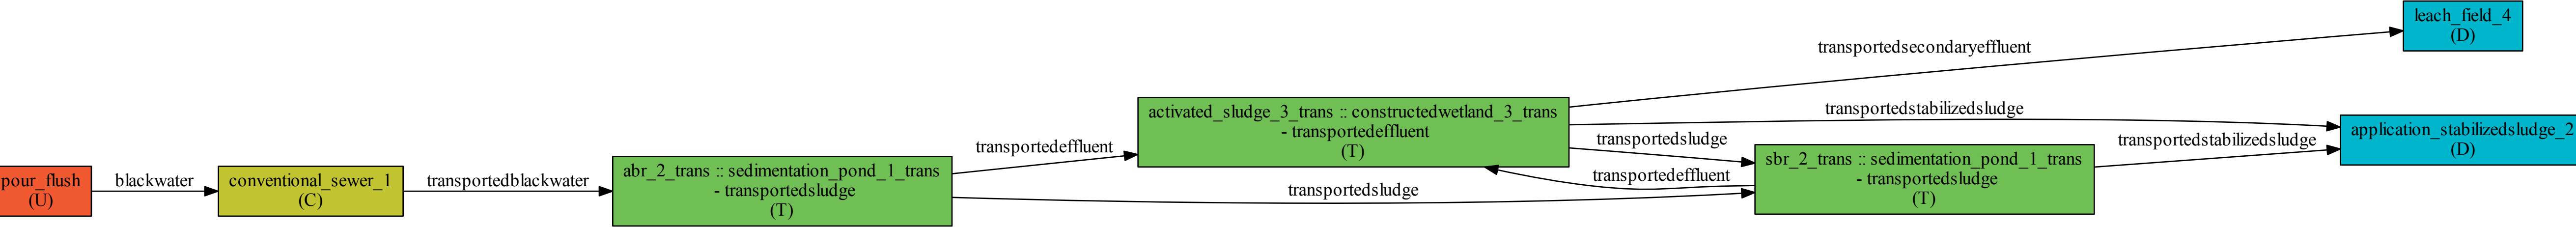 pour_flush
(U)
blackwater
conventional_sewer_1
(C)
transportedblackwater
abr_2_trans :: sedimentation_pond_1_trans
- transportedsludge
(T)
transportedeffluent
transportedsludge
activated_sludge_3_trans :: constructedwetland_3_trans
- transportedeffluent
(T)
transportedsecondaryeffluent
transportedstabilizedsludge
transportedsludge
transportedeffluent
sbr_2_trans :: sedimentation_pond_1_trans
- transportedsludge
(T)
transportedstabilizedsludge
leach_field_4
(D)
application_stabilizedsludge_2
(D)